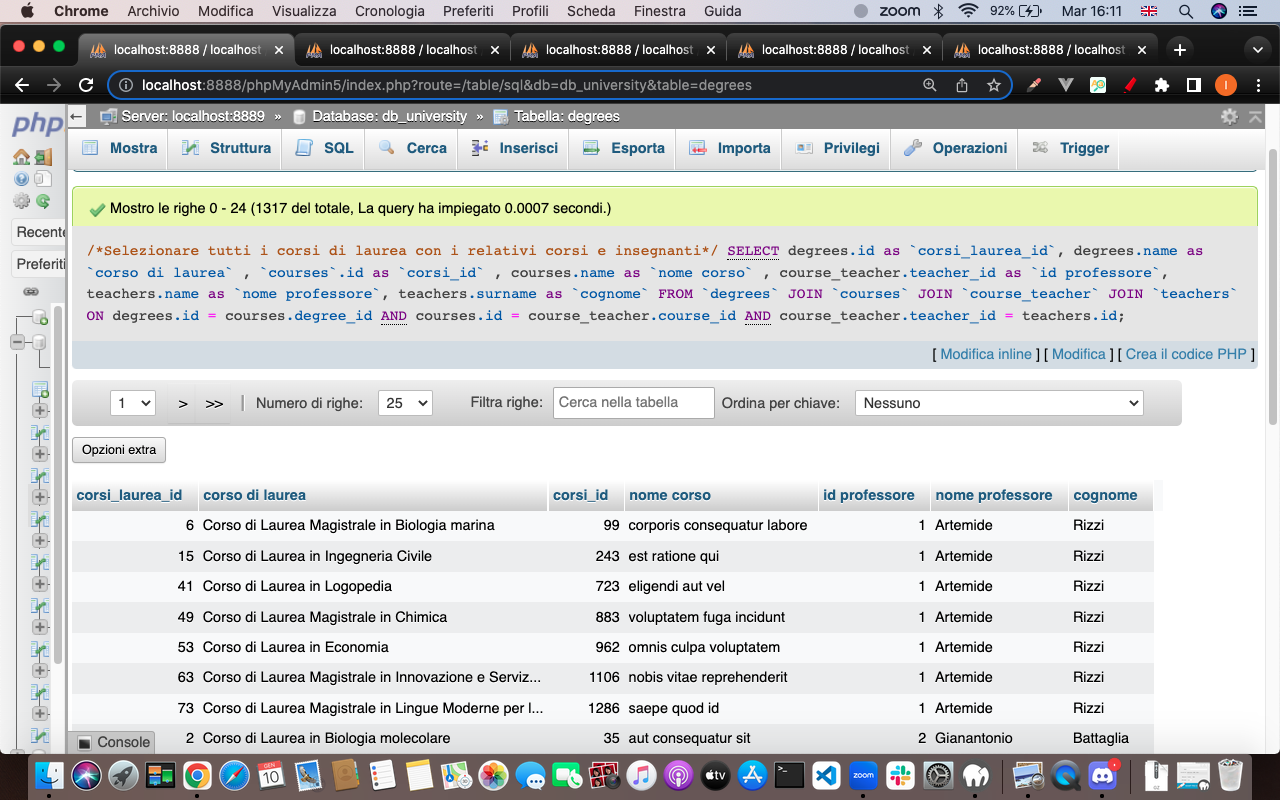 Chrome Archivio Modifica Visualizza Cronologia Preferiti Profili Scheda Finestra Guida zoom 92% Mar 16:11
localhost:8888 / localhost localhost:8888 / localhost localhost:8888 / localhost localhost:8888 / localhost localhost:8888 / localhost
localhost:8888/phpMyAdmin5/index.php?route=/table/sql&db=db_university&table=degrees I
php Server: localhost:8889 » Database: db_university » Tabella: degrees
Mostra Struttura SQL Cerca Inserisci Esporta Importa Privilegi Operazioni Trigger
Mostro le righe 0 - 24 (1317 del totale, La query ha impiegato 0.0007 secondi.)
Recente
Preferiti
/*Selezionare tutti i corsi di laurea con i relativi corsi e insegnanti*/ SELECT degrees.id as `corsi_laurea_id`, degrees.name as
`corso di laurea` , `courses`.id as `corsi_id` , courses.name as `nome corso` , course_teacher.teacher_id as `id professore`,
teachers.name as `nome professore`, teachers.surname as `cognome` FROM `degrees` JOIN `courses` JOIN `course_teacher` JOIN `teachers`
ON degrees.id = courses.degree_id AND courses.id = course_teacher.course_id AND course_teacher.teacher_id = teachers.id;
[ Modifica inline ] [ Modifica ] [ Crea il codice PHP ]
1 > >> | Numero di righe: 25 Filtra righe: Cerca nella tabella Ordina per chiave: Nessuno
Opzioni extra
corsi_laurea_id corso di laurea corsi_id nome corso id professore nome professore cognome
6 Corso di Laurea Magistrale in Biologia marina 99 corporis consequatur labore 1 Artemide Rizzi
15 Corso di Laurea in Ingegneria Civile 243 est ratione qui 1 Artemide Rizzi
41 Corso di Laurea in Logopedia 723 eligendi aut vel 1 Artemide Rizzi
49 Corso di Laurea Magistrale in Chimica 883 voluptatem fuga incidunt 1 Artemide Rizzi
53 Corso di Laurea in Economia 962 omnis culpa voluptatem 1 Artemide Rizzi
63 Corso di Laurea Magistrale in Innovazione e Serviz... 1106 nobis vitae reprehenderit 1 Artemide Rizzi
73 Corso di Laurea Magistrale in Lingue Moderne per l... 1286 saepe quod id 1 Artemide Rizzi
2 Corso di Laurea in Biologia molecolare 35 aut consequatur sit 2 Gianantonio Battaglia
Console
GEN
10
tv
zoom